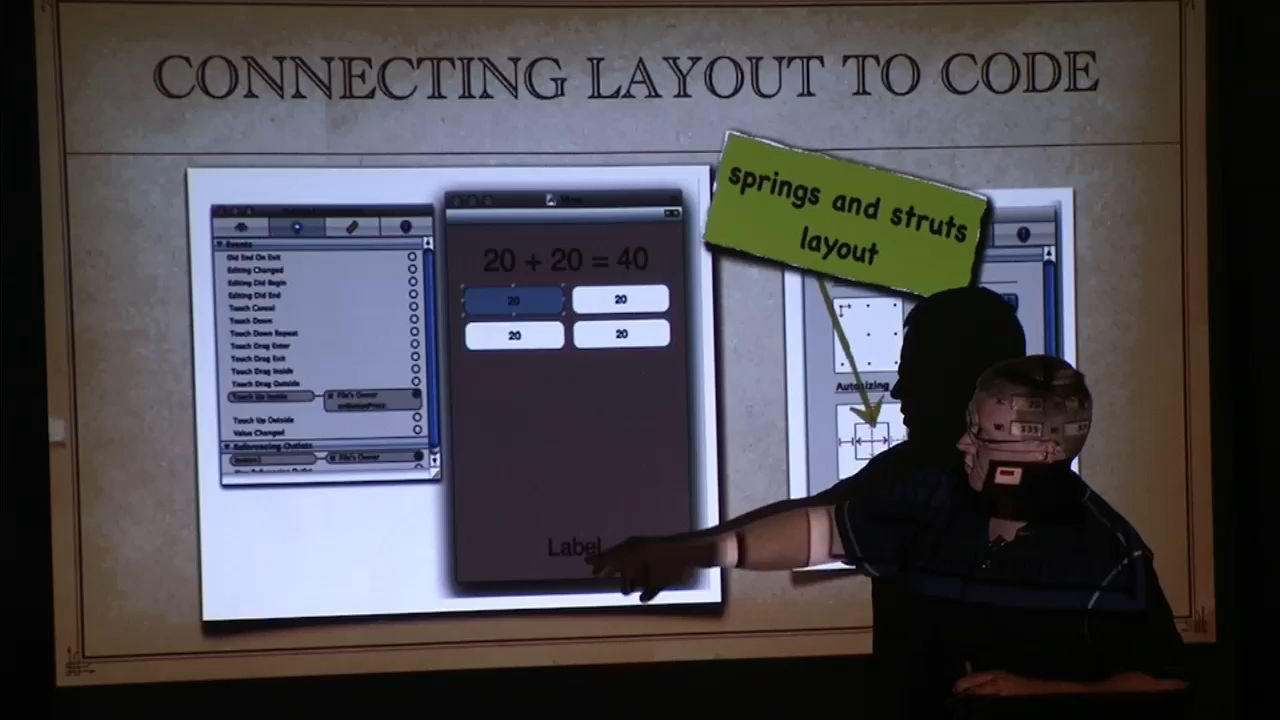 CONNECTING LAYOUT TO CODE
springs and struts
layout
Events
Did End On Exit
Editing Changed
Editing Did Begin
Editing Did End
Touch Cancel
Touch Down
Touch Down Repeat
Touch Drag Enter
Touch Drag Exit
Touch Drag Inside
Touch Drag Outside
Touch Up Inside
File's Owner
onButtonPress:
Touch Up Outside
Value Changed
Referencing Outlets
button1
File's Owner
View
20 + 20 = 40
20
20
20
20
Label
Autosizing